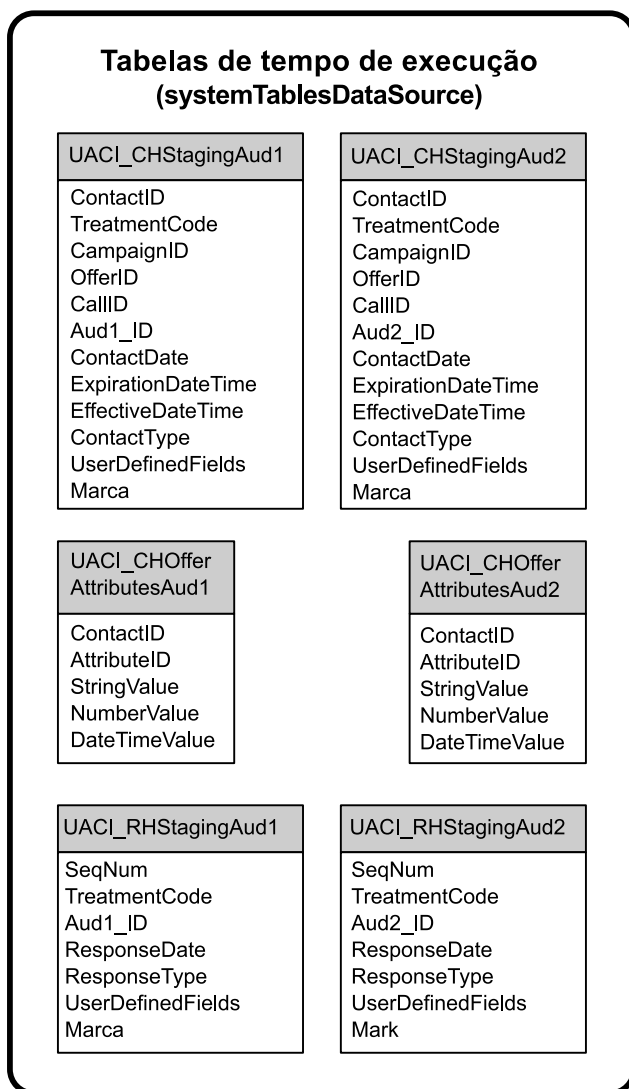 Tabelas de tempo de execução
(systemTablesDataSource)
UACI_CHStagingAud1
ContactID
TreatmentCode
CampaignID
OfferID
CallID
Aud1_ID
ContactDate
ExpirationDateTime
EffectiveDateTime
ContactType
UserDefinedFields
Marca
UACI_CHStagingAud2
ContactID
TreatmentCode
CampaignID
OfferID
CallID
Aud2_ID
ContactDate
ExpirationDateTime
EffectiveDateTime
ContactType
UserDefinedFields
Marca
UACI_CHOffer
AttributesAud1
ContactID
AttributeID
StringValue
NumberValue
DateTimeValue
UACI_CHOffer
AttributesAud2
ContactID
AttributeID
StringValue
NumberValue
DateTimeValue
UACI_RHStagingAud1
SeqNum
TreatmentCode
Aud1_ID
ResponseDate
ResponseType
UserDefinedFields
Marca
UACI_RHStagingAud2
SeqNum
TreatmentCode
Aud2_ID
ResponseDate
ResponseType
UserDefinedFields
Mark